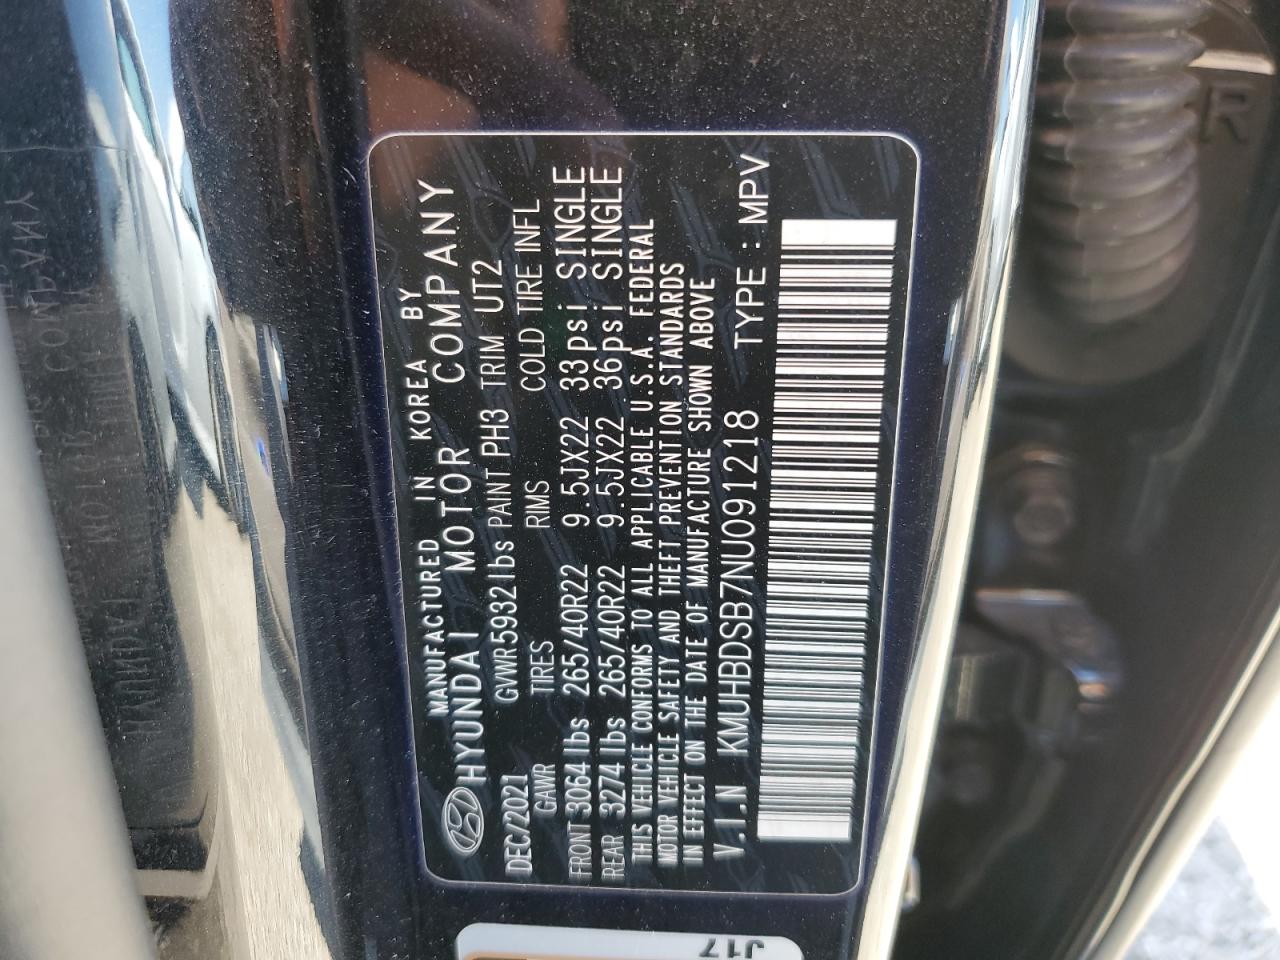 MANUFACTURED IN KOREA BY
HYUNDAI MOTOR COMPANY
DEC/2021 GVWR 5932lbs PAINT PH3 TRIM UT2
GAWR TIRES RIMS COLD TIRE INFL
FRONT 3064lbs 265/40R22 9.5JX22 33psi SINGLE
REAR 3274lbs 265/40R22 9.5JX22 36psi SINGLE
THIS VEHICLE CONFORMS TO ALL APPLICABLE U.S.A. FEDERAL
MOTOR VEHICLE SAFETY AND THEFT PREVENTION STANDARDS
IN EFFECT ON THE DATE OF MANUFACTURE SHOWN ABOVE
V.I.N KMUHBDSB7NU091218 TYPE : MPV
J17